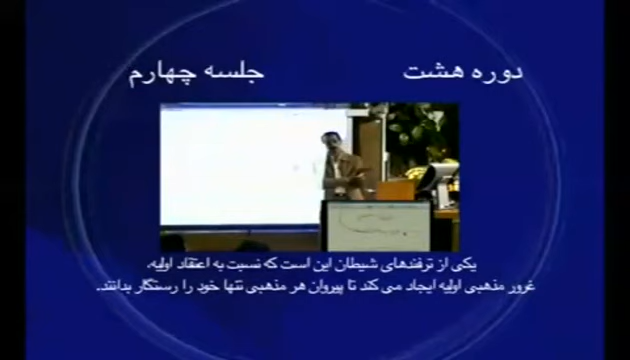 دوره هشت
جلسه چهارم
یکی از ترفندهای شیطان این است که نسبت به اعتقاد اولیه،
غرور مذهبی اولیه ایجاد می کند تا پیروان هر مذهبی تنها خود را رستگار بدانند.